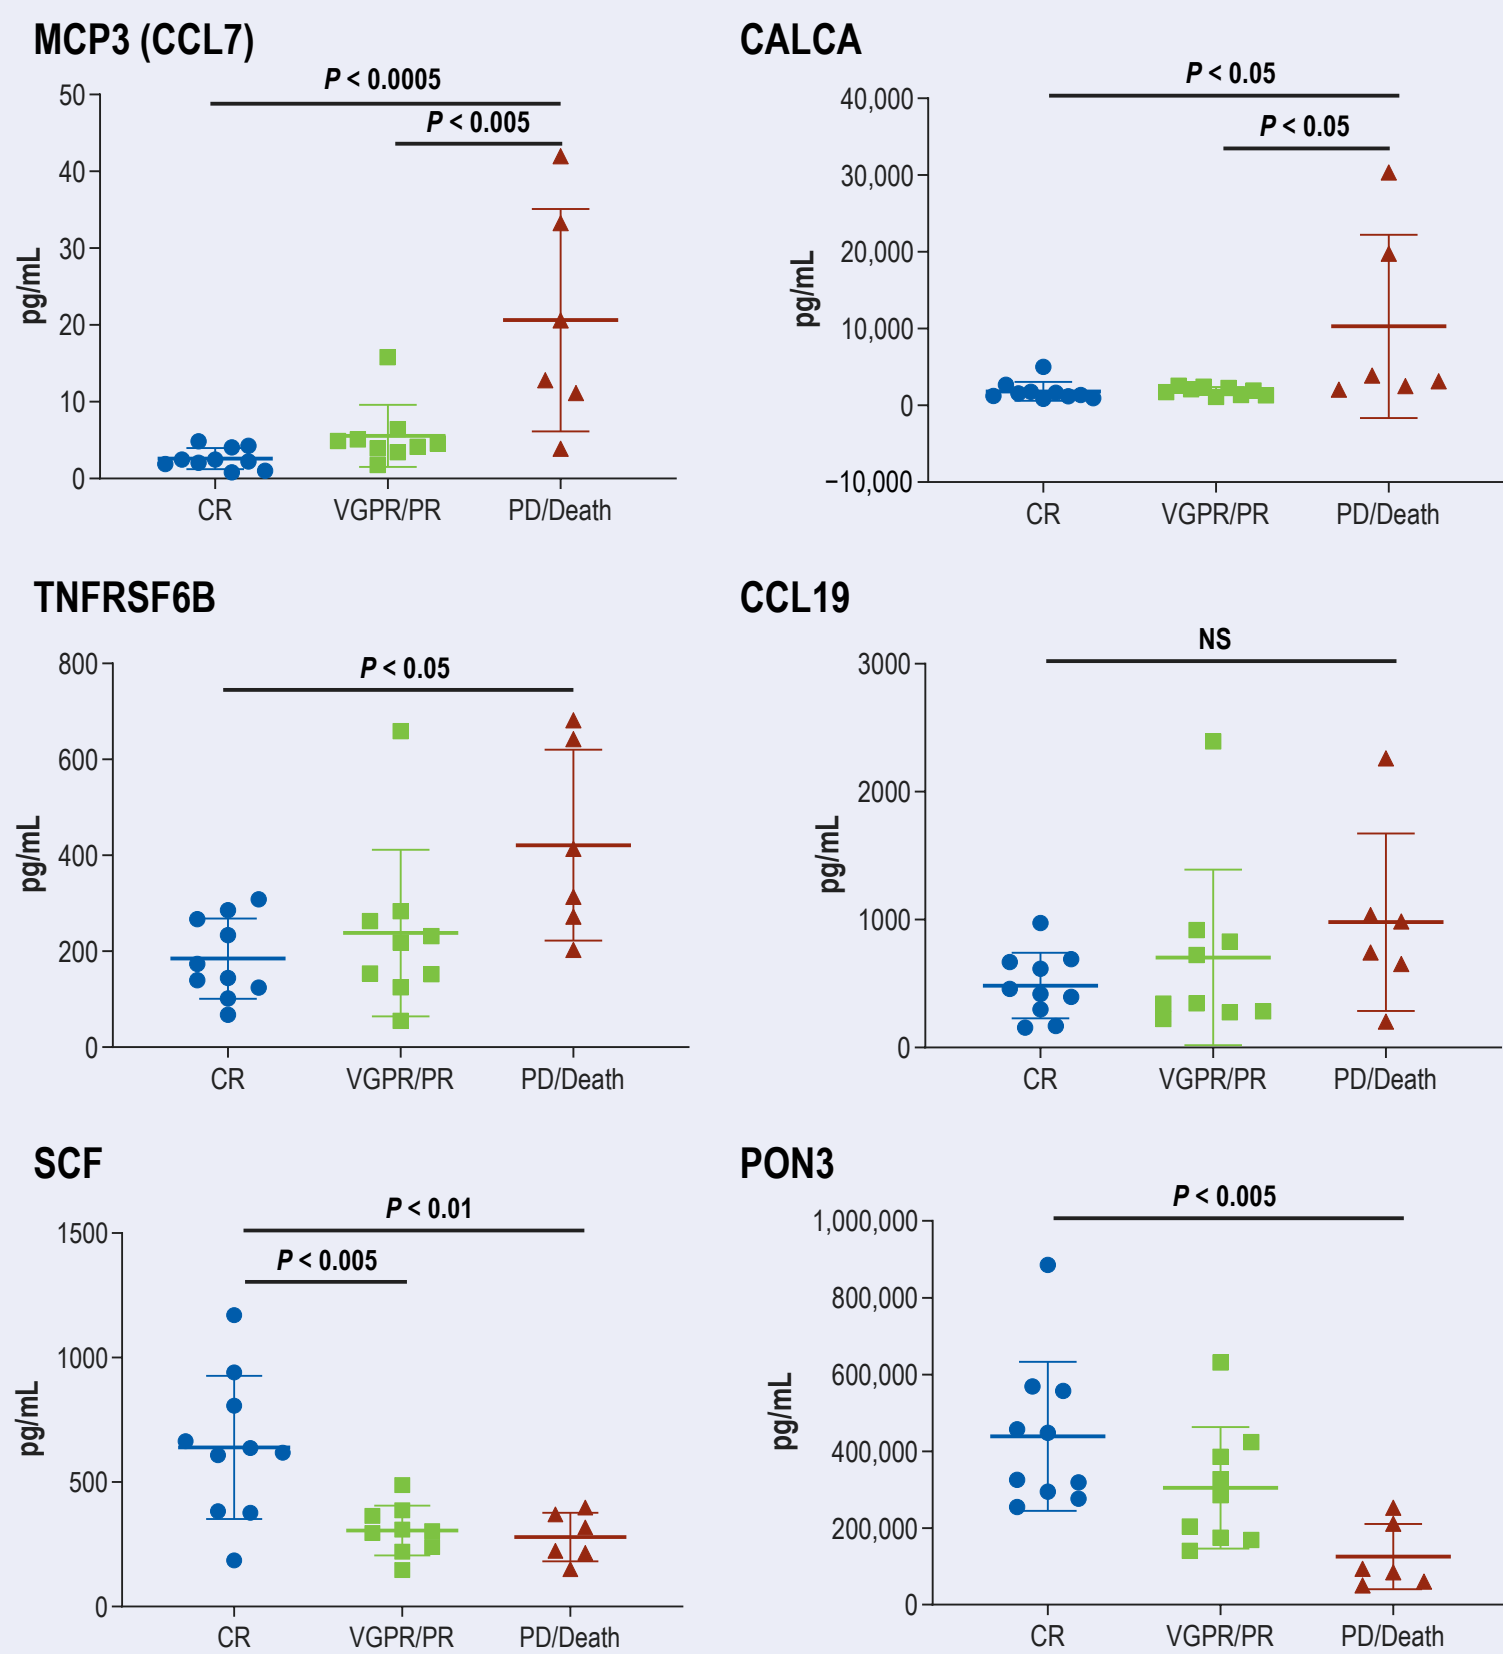 MCP3 (CCL7)
P < 0.0005
P < 0.005
50
40
30
20
10
0
pg/mL
CR
VGPR/PR
PD/Death
CALCA
P < 0.05
P < 0.05
40,000
30,000
20,000
10,000
0
−10,000
pg/mL
CR
VGPR/PR
PD/Death
TNFRSF6B
P < 0.05
800
600
400
200
0
pg/mL
CR
VGPR/PR
PD/Death
CCL19
NS
3000
2000
1000
0
pg/mL
CR
VGPR/PR
PD/Death
SCF
P < 0.01
P < 0.005
1500
1000
500
0
pg/mL
CR
VGPR/PR
PD/Death
PON3
P < 0.005
1,000,000
800,000
600,000
400,000
200,000
0
pg/mL
CR
VGPR/PR
PD/Death